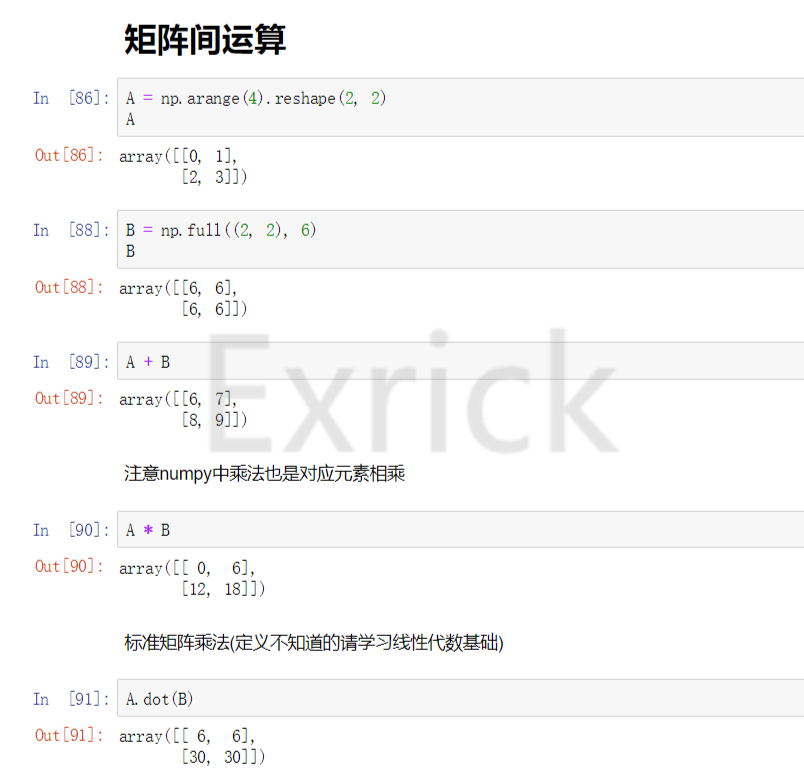 矩阵间运算
In [86]: A = np.arange(4).reshape(2, 2)
A
Out[86]: array([[0, 1],
[2, 3]])
In [88]: B = np.full((2, 2), 6)
B
Out[88]: array([[6, 6],
[6, 6]])
In [89]: A + B
Out[89]: array([[6, 7],
[8, 9]])
Exrick
注意numpy中乘法也是对应元素相乘
In [90]: A * B
Out[90]: array([[ 0, 6],
[12, 18]])
标准矩阵乘法(定义不知道的请学习线性代数基础)
In [91]: A.dot(B)
Out[91]: array([[ 6, 6],
[30, 30]])